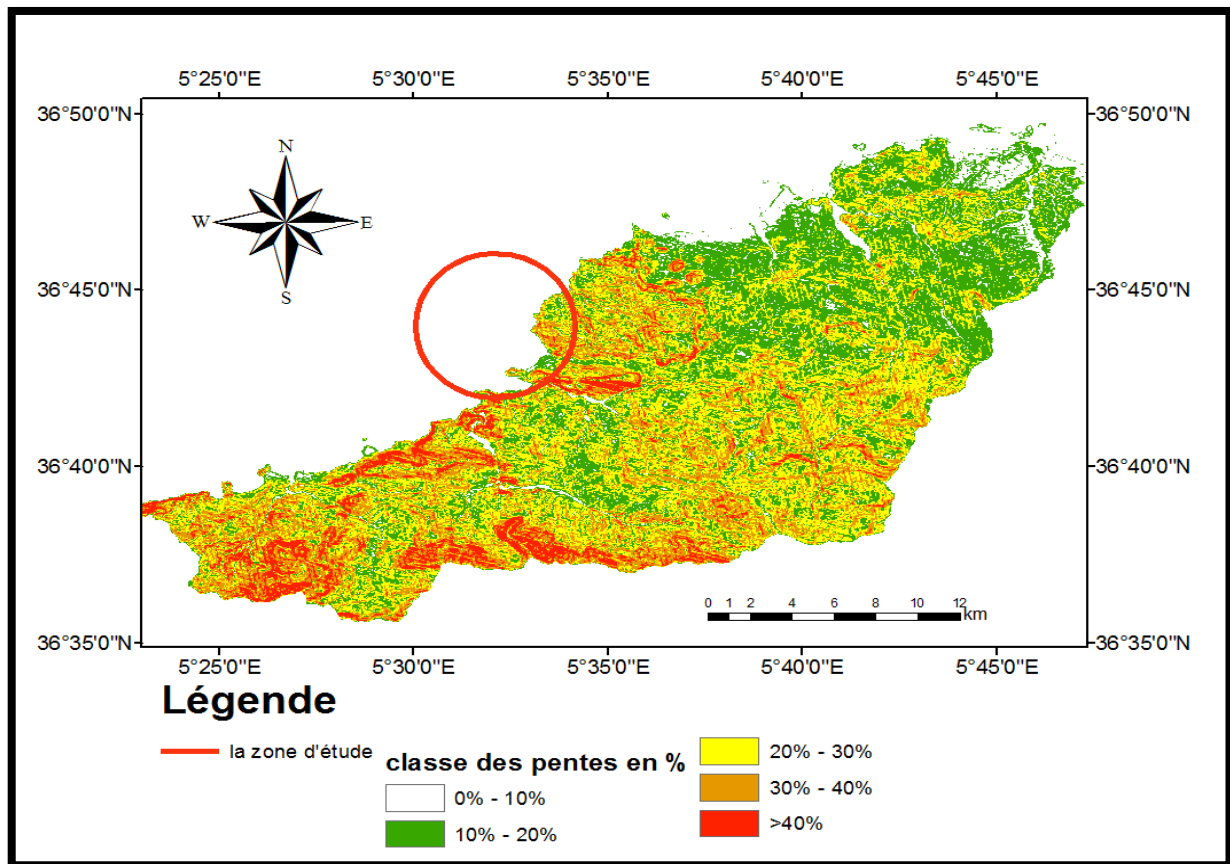 5°25'0"E 5°30'0"E 5°35'0"E 5°40'0"E 5°45'0"E
36°50'0"N 36°50'0"N
N
W E
S
36°45'0"N 36°45'0"N
36°40'0"N 36°40'0"N
0 1 2 4 6 8 10 12
km
36°35'0"N 36°35'0"N
5°25'0"E 5°30'0"E 5°35'0"E 5°40'0"E 5°45'0"E
Légende
la zone d'étude
classe des pentes en %
0% - 10%
10% - 20%
20% - 30%
30% - 40%
>40%